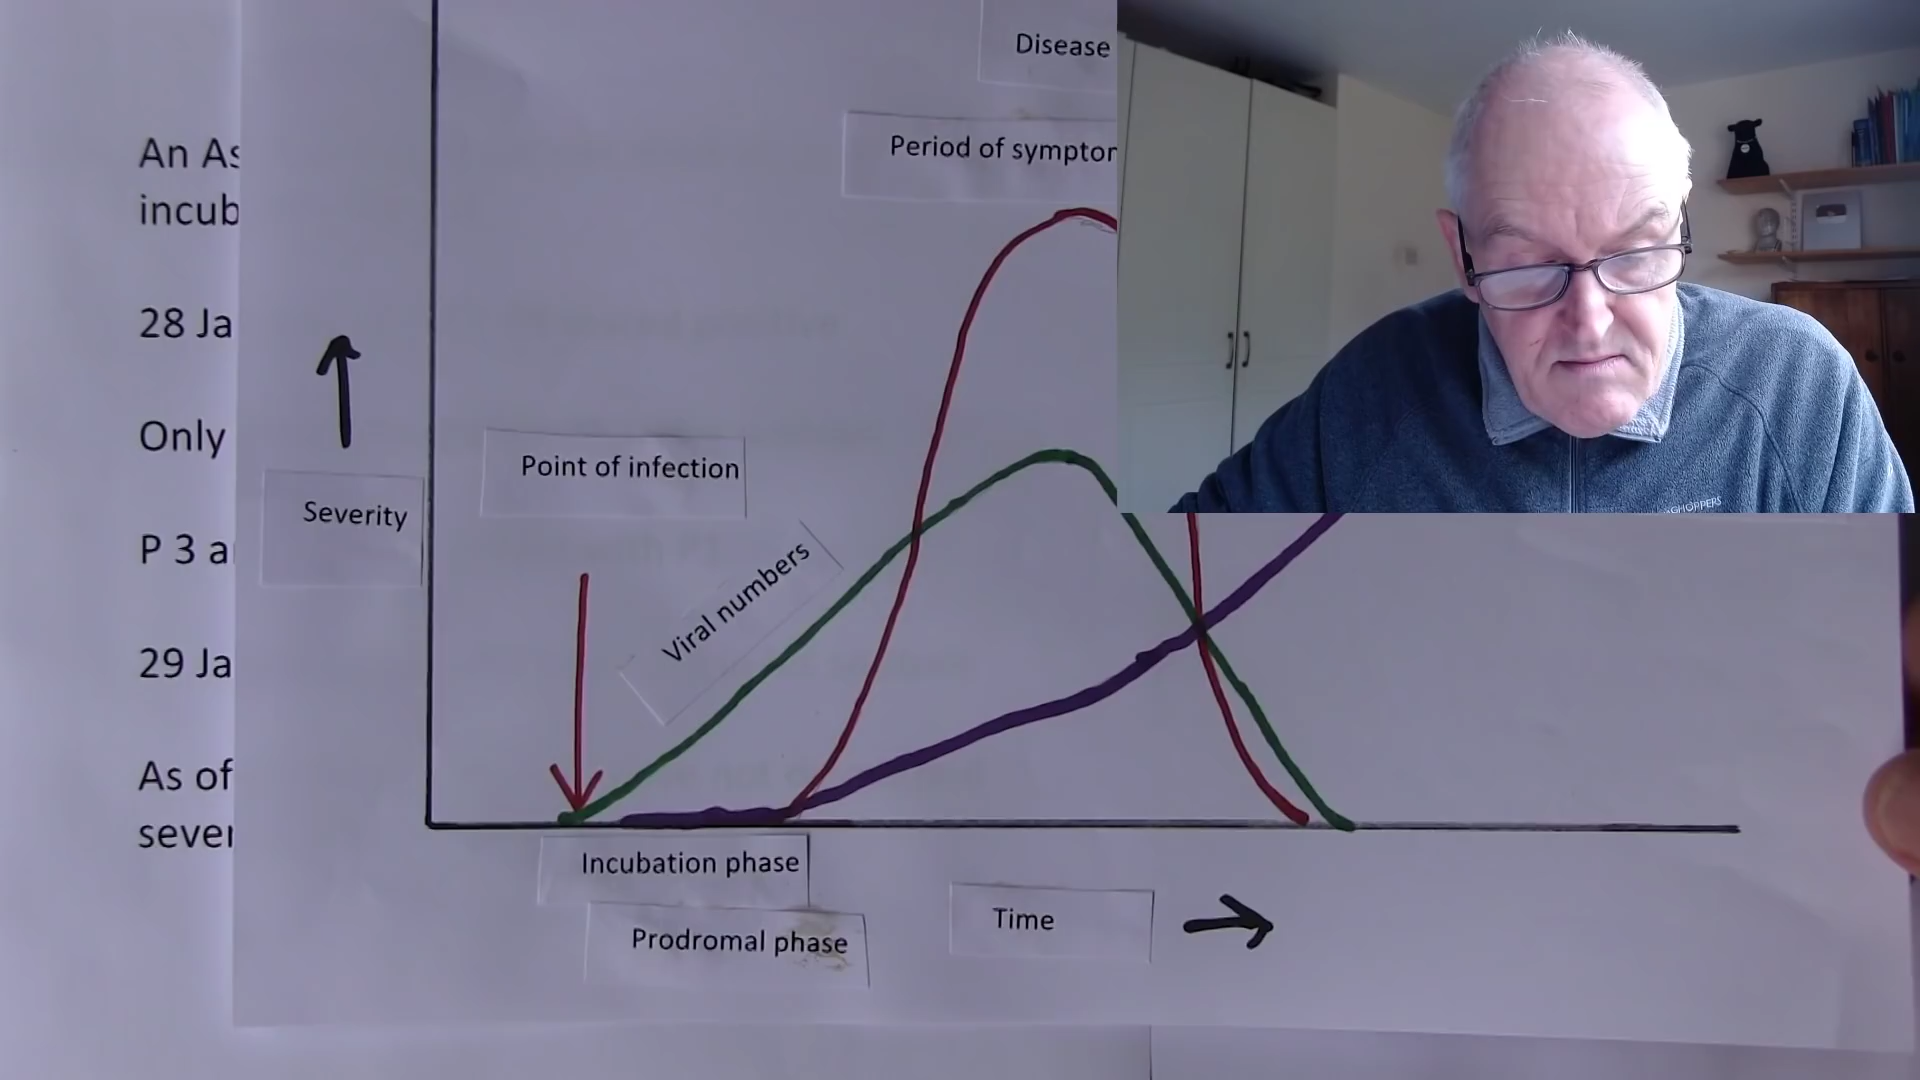 Disease
Period of symptom
An As
incub
28 Ja
Only
Point of infection
Severity
P 3 a
Viral numbers
29 Ja
As of
sever
Incubation phase
Time
Prodromal phase